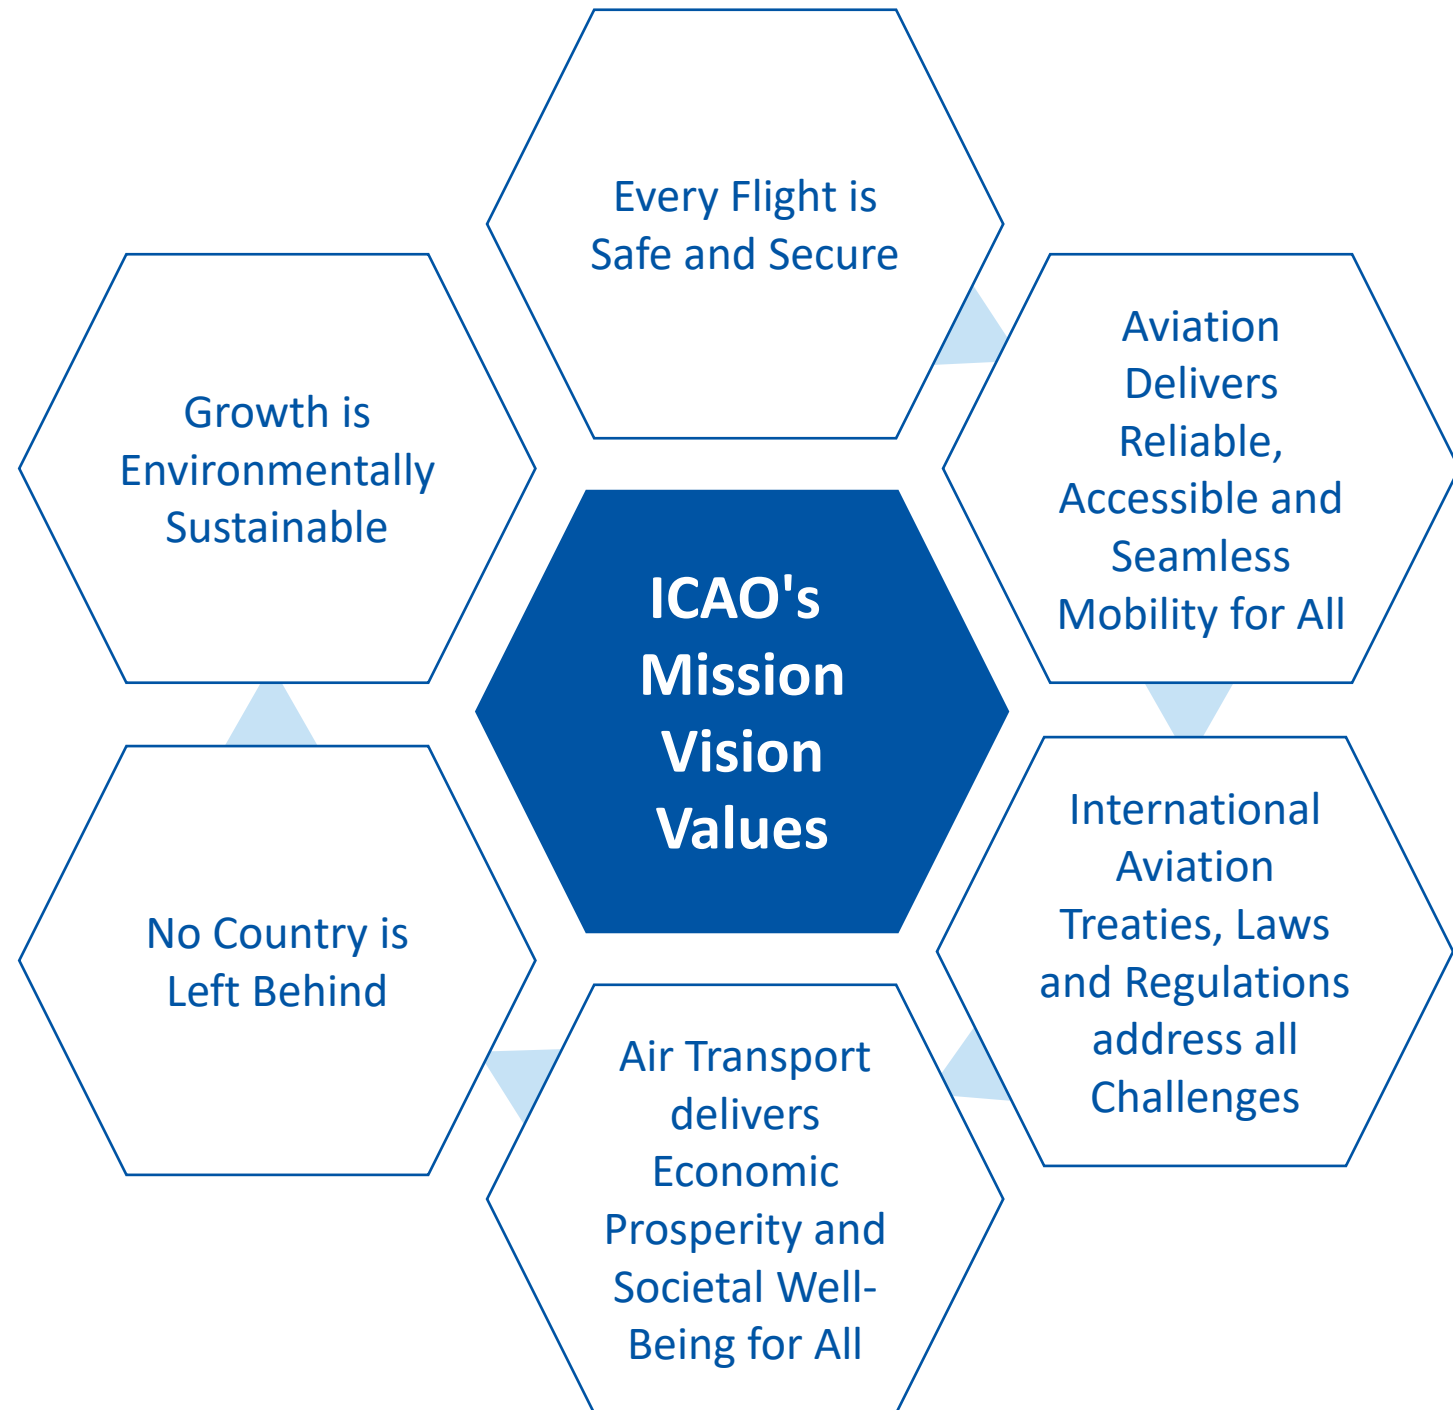 Every Flight is
Safe and Secure
Aviation
Delivers
Reliable,
Accessible and
Seamless
Mobility for All
International
Aviation
Treaties, Laws
and Regulations
address all
Challenges
Air Transport
delivers
Economic
Prosperity and
Societal Well-
Being for All
No Country is
Left Behind
Growth is
Environmentally
Sustainable
ICAO's
Mission
Vision
Values